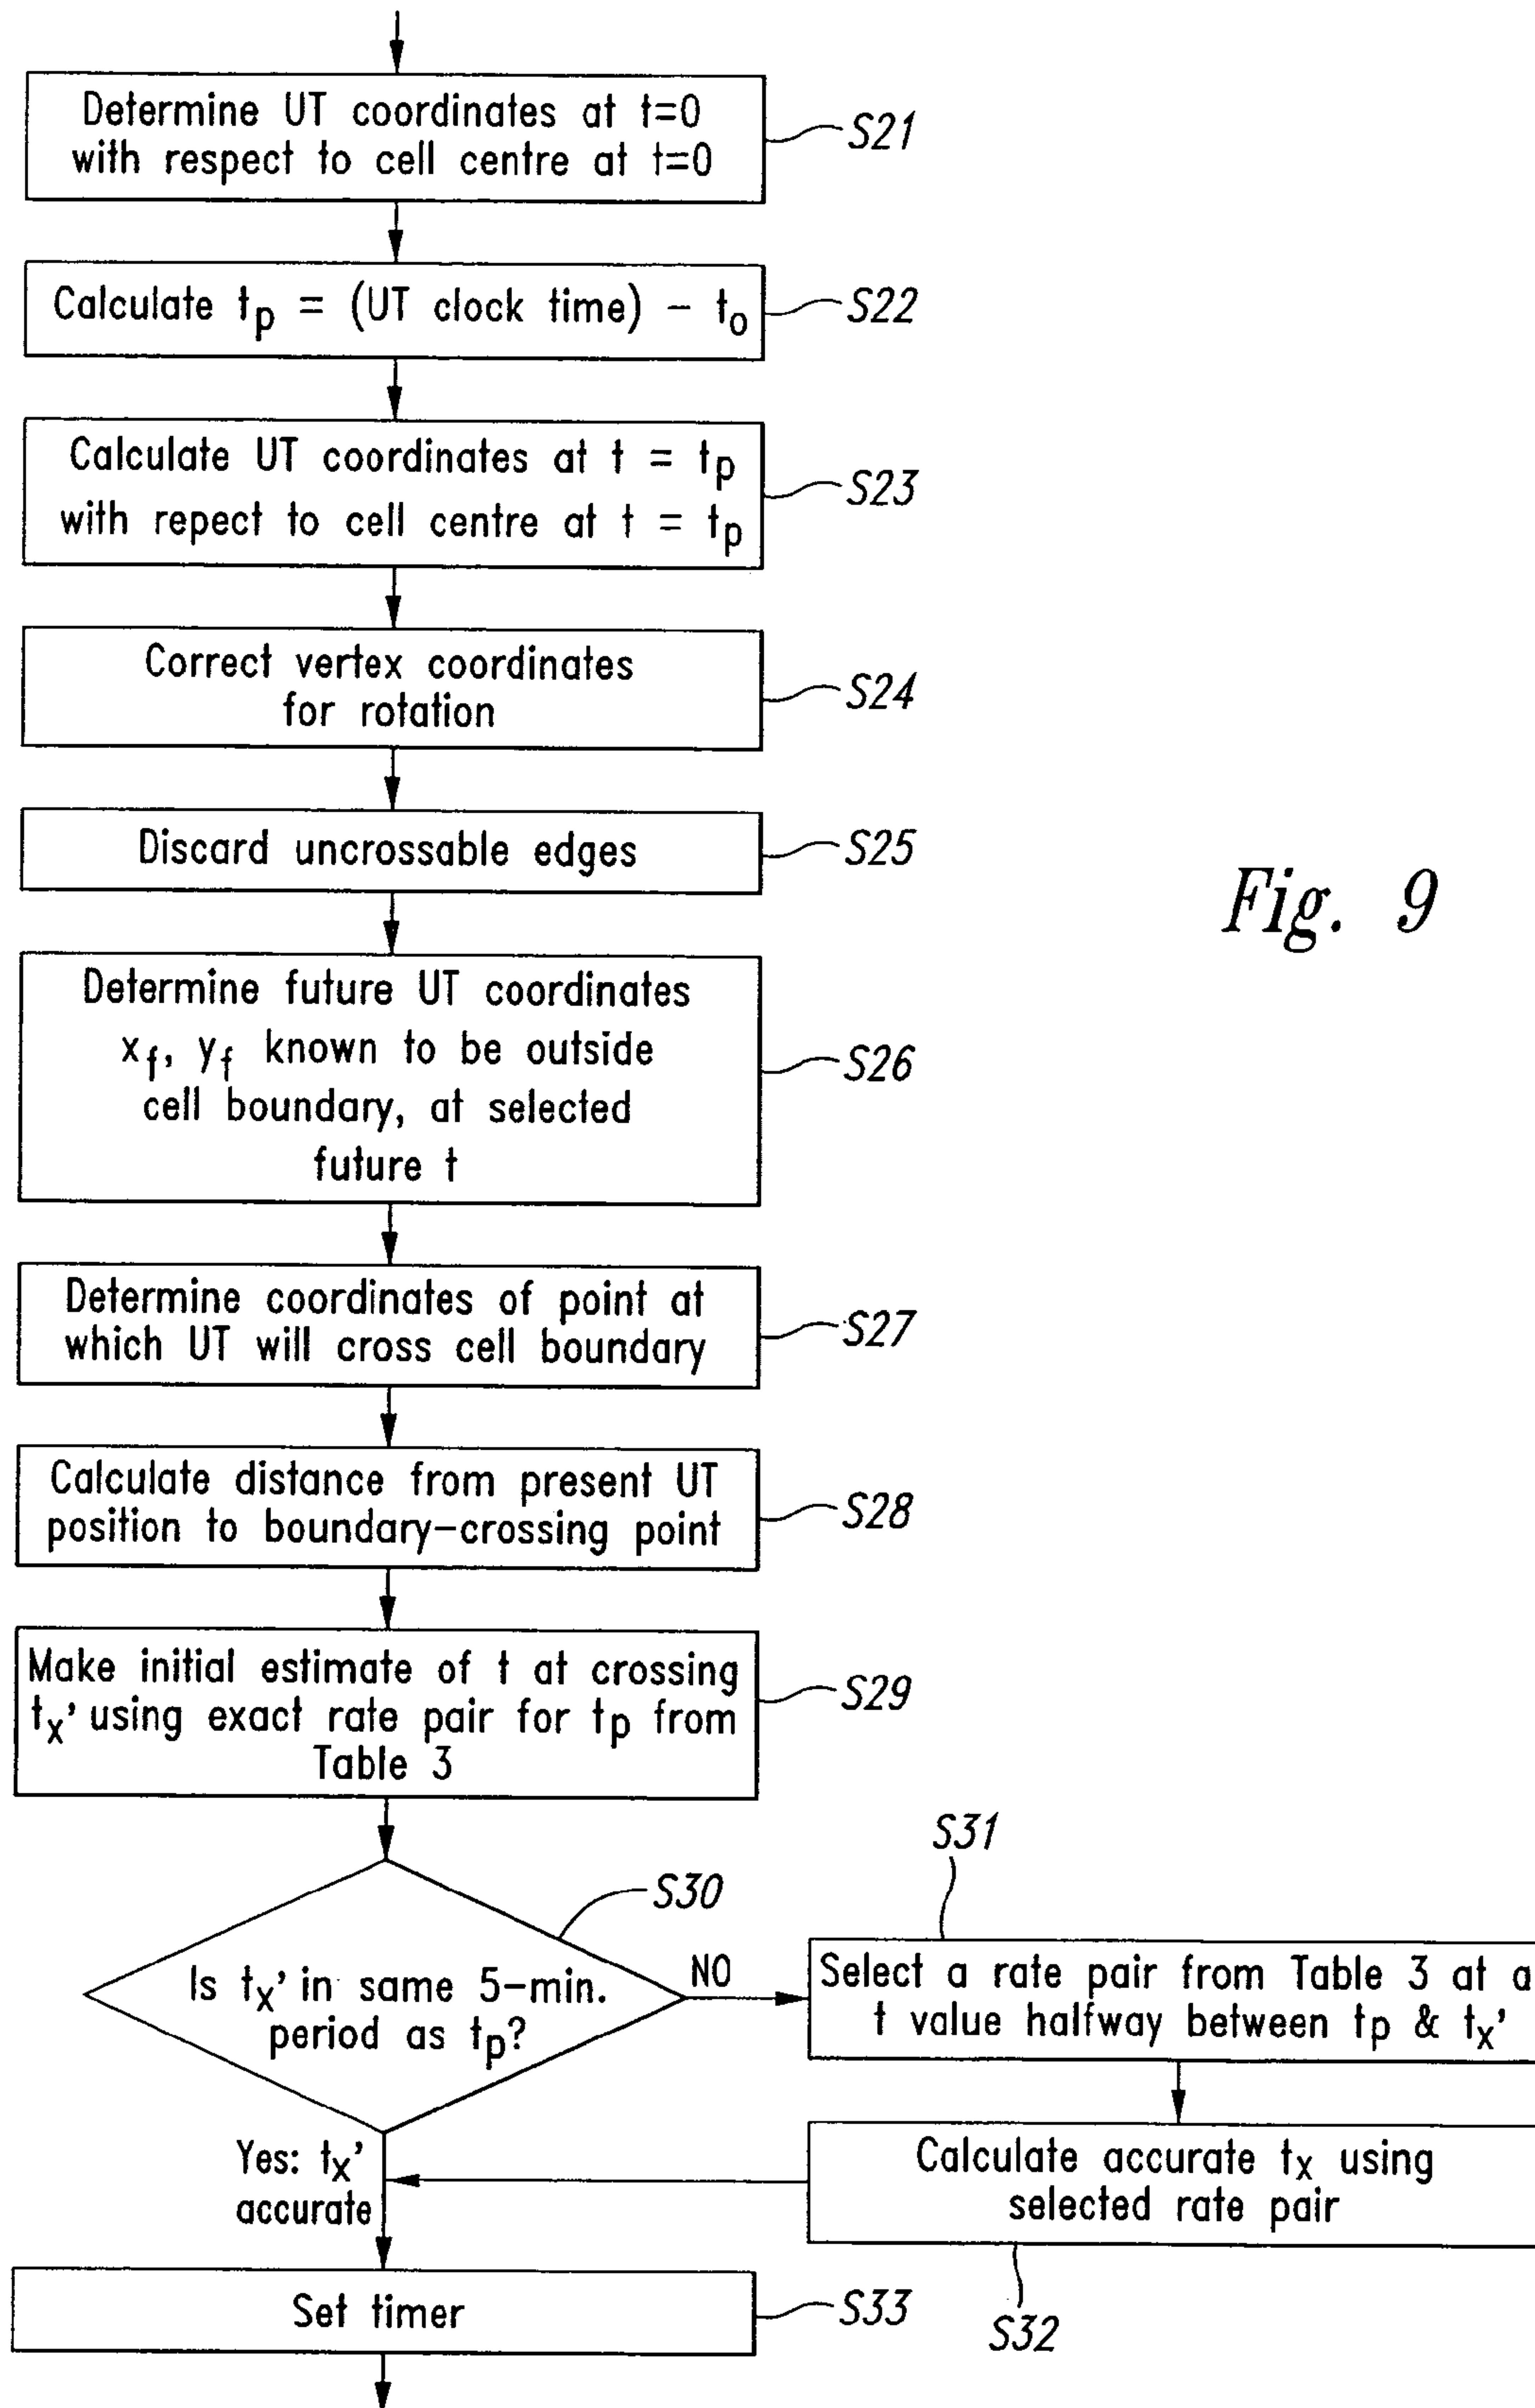 Determine UT coordinates at t=0
with respect to cell centre at t=0
S21
Calculate tp = (UT clock time) – to
S22
Calculate UT coordinates at t = tp
with repect to cell centre at t = tp
S23
Correct vertex coordinates
for rotation
S24
Discard uncrossable edges
S25
Fig. 9
Determine future UT coordinates
xf, yf known to be outside
cell boundary, at selected
future t
S26
Determine coordinates of point at
which UT will cross cell boundary
S27
Calculate distance from present UT
position to boundary–crossing point
S28
Make initial estimate of t at crossing
tx' using exact rate pair for tp from
Table 3
S29
Is tx' in same 5-min.
period as tp?
S30
NO
S31
Select a rate pair from Table 3 at a
t value halfway between tp & tx'
Calculate accurate tx using
selected rate pair
S32
Yes: tx'
accurate
Set timer
S33